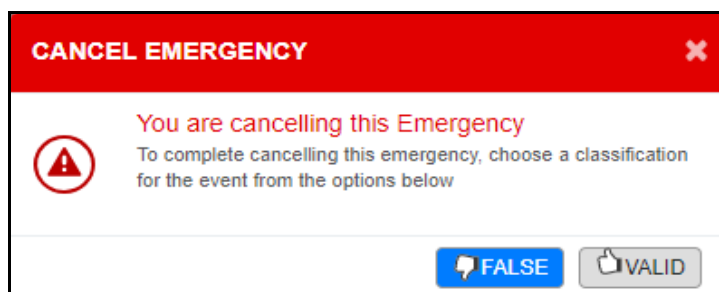 CANCEL EMERGENCY
You are cancelling this Emergency
To complete cancelling this emergency, choose a classification
for the event from the options below
FALSE VALID